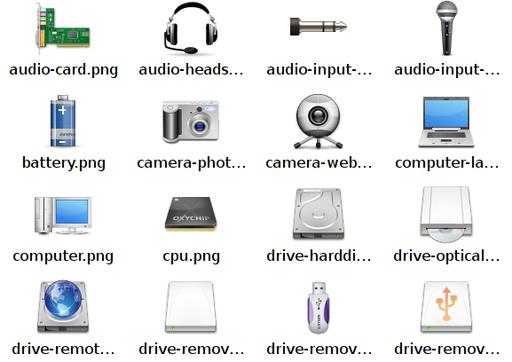 audio-card.png audio-heads... audio-input-... audio-input-...
battery.png camera-phot... camera-web... computer-la...
OXYCHIP
computer.png cpu.png drive-harddi... drive-optical...
drive-remot... drive-remov... drive-remov... drive-remov...